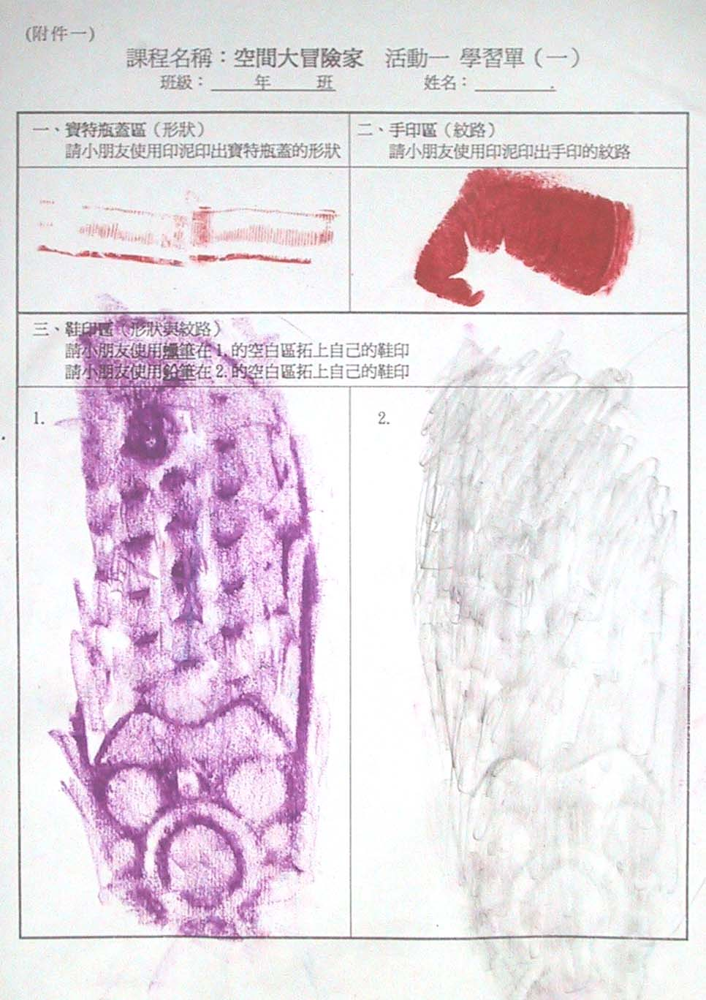 (附件一)
課程名稱：空間大冒險家　活動一 學習單（一）
班級：＿＿＿年＿＿＿班　姓名：＿＿＿＿.
一、寶特瓶蓋區（形狀）
請小朋友使用印泥印出寶特瓶蓋的形狀
二、手印區（紋路）
請小朋友使用印泥印出手印的紋路
三、鞋印區（形狀與紋路）
請小朋友使用蠟筆在 1. 的空白區拓上自己的鞋印
請小朋友使用鉛筆在 2. 的空白區拓上自己的鞋印
1.
2.